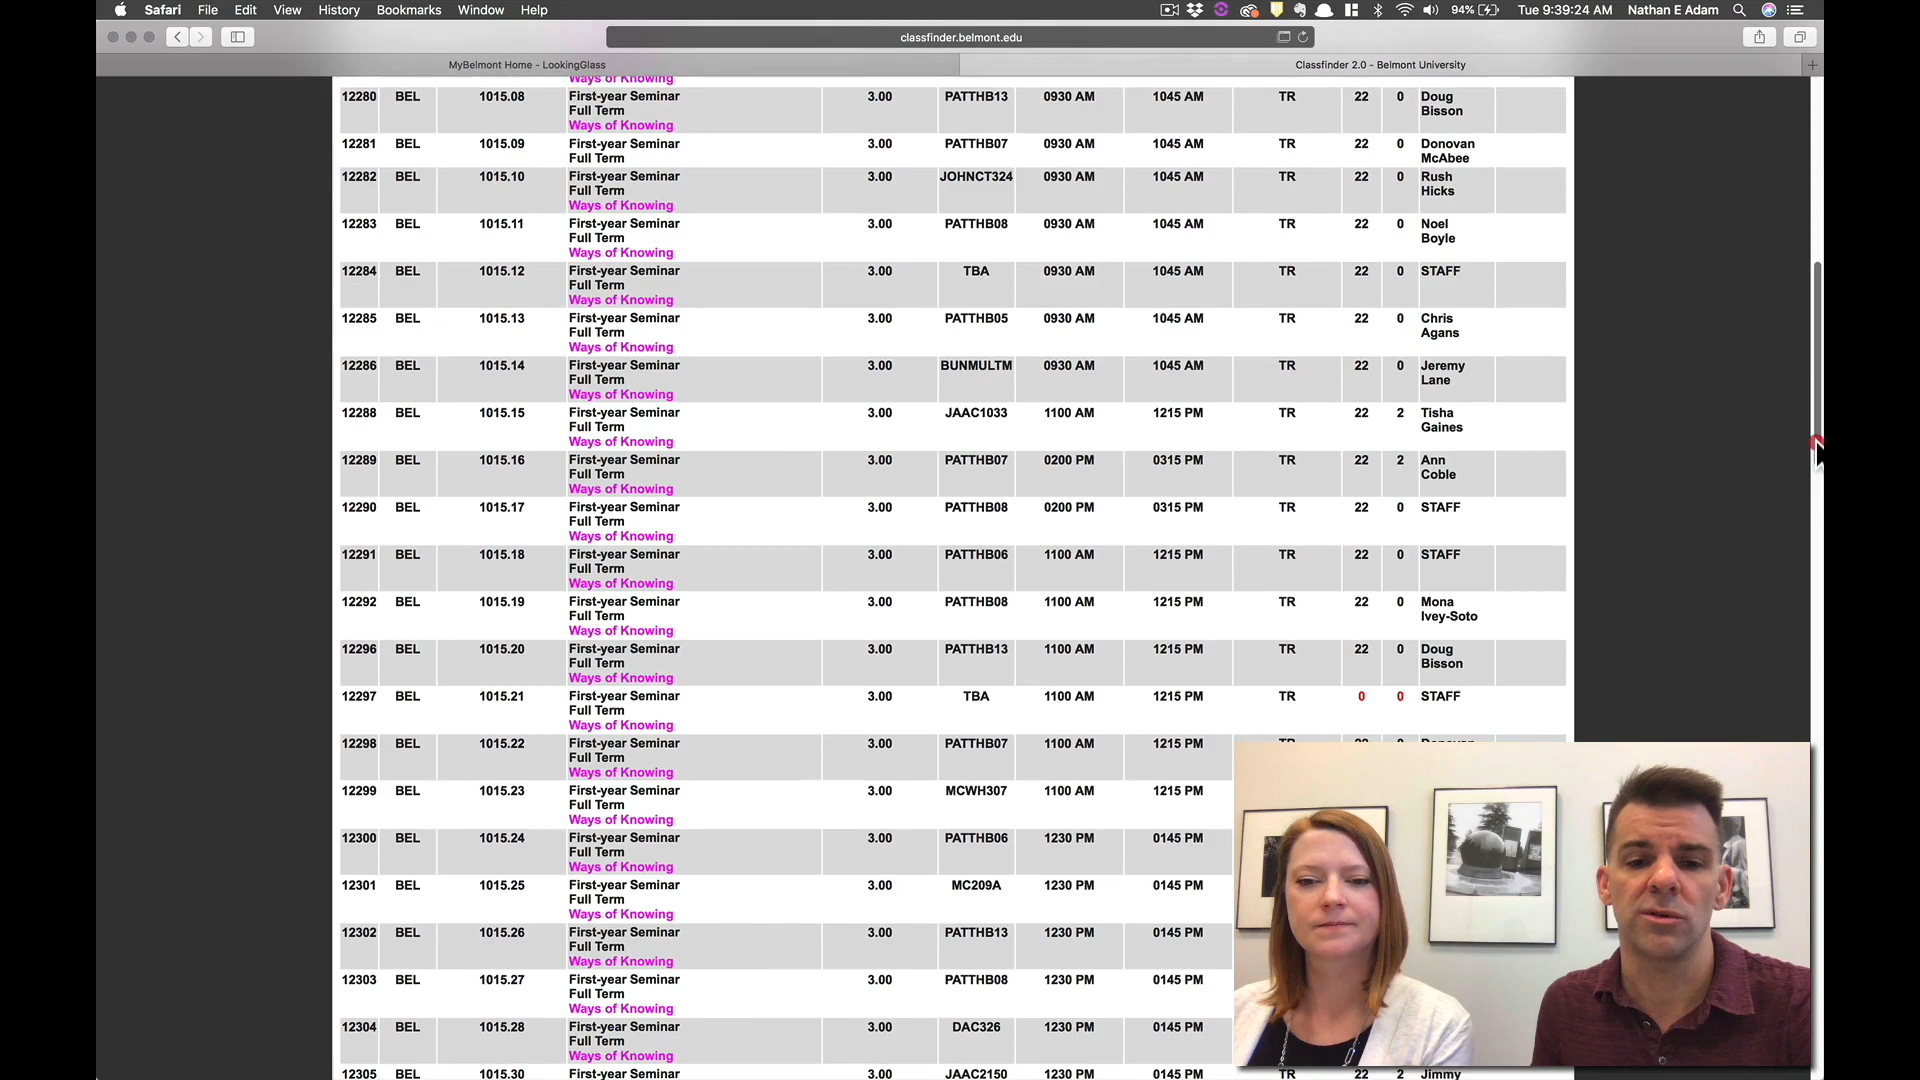 Safari File Edit View History Bookmarks Window Help 94% Tue 9:39:24 AM Nathan E Adam
classfinder.belmont.edu
MyBelmont Home - LookingGlass Classfinder 2.0 - Belmont University
Ways of Knowing
12280 BEL 1015.08 First-year Seminar 3.00 PATTHB13 0930 AM 1045 AM TR 22 0 Doug
Full Term Bisson
Ways of Knowing
12281 BEL 1015.09 First-year Seminar 3.00 PATTHB07 0930 AM 1045 AM TR 22 0 Donovan
Full Term McAbee
12282 BEL 1015.10 First-year Seminar 3.00 JOHNCT324 0930 AM 1045 AM TR 22 0 Rush
Full Term Hicks
Ways of Knowing
12283 BEL 1015.11 First-year Seminar 3.00 PATTHB08 0930 AM 1045 AM TR 22 0 Noel
Full Term Boyle
Ways of Knowing
12284 BEL 1015.12 First-year Seminar 3.00 TBA 0930 AM 1045 AM TR 22 0 STAFF
Full Term
Ways of Knowing
12285 BEL 1015.13 First-year Seminar 3.00 PATTHB05 0930 AM 1045 AM TR 22 0 Chris
Full Term Agans
Ways of Knowing
12286 BEL 1015.14 First-year Seminar 3.00 BUNMULTM 0930 AM 1045 AM TR 22 0 Jeremy
Full Term Lane
Ways of Knowing
12288 BEL 1015.15 First-year Seminar 3.00 JAAC1033 1100 AM 1215 PM TR 22 2 Tisha
Full Term Gaines
Ways of Knowing
12289 BEL 1015.16 First-year Seminar 3.00 PATTHB07 0200 PM 0315 PM TR 22 2 Ann
Full Term Coble
Ways of Knowing
12290 BEL 1015.17 First-year Seminar 3.00 PATTHB08 0200 PM 0315 PM TR 22 0 STAFF
Full Term
Ways of Knowing
12291 BEL 1015.18 First-year Seminar 3.00 PATTHB06 1100 AM 1215 PM TR 22 0 STAFF
Full Term
Ways of Knowing
12292 BEL 1015.19 First-year Seminar 3.00 PATTHB08 1100 AM 1215 PM TR 22 0 Mona
Full Term Ivey-Soto
Ways of Knowing
12296 BEL 1015.20 First-year Seminar 3.00 PATTHB13 1100 AM 1215 PM TR 22 0 Doug
Full Term Bisson
Ways of Knowing
12297 BEL 1015.21 First-year Seminar 3.00 TBA 1100 AM 1215 PM TR 0 0 STAFF
Full Term
Ways of Knowing
12298 BEL 1015.22 First-year Seminar 3.00 PATTHB07 1100 AM 1215 PM
Full Term
Ways of Knowing
12299 BEL 1015.23 First-year Seminar 3.00 MCWH307 1100 AM 1215 PM
Full Term
Ways of Knowing
12300 BEL 1015.24 First-year Seminar 3.00 PATTHB06 1230 PM 0145 PM
Full Term
Ways of Knowing
12301 BEL 1015.25 First-year Seminar 3.00 MC209A 1230 PM 0145 PM
Full Term
Ways of Knowing
12302 BEL 1015.26 First-year Seminar 3.00 PATTHB13 1230 PM 0145 PM
Full Term
Ways of Knowing
12303 BEL 1015.27 First-year Seminar 3.00 PATTHB08 1230 PM 0145 PM
Full Term
Ways of Knowing
12304 BEL 1015.28 First-year Seminar 3.00 DAC326 1230 PM 0145 PM
Full Term
Ways of Knowing
12305 BEL 1015.30 First-year Seminar 3.00 JAAC2150 1230 PM 0145 PM TR 22 2 Jimmy